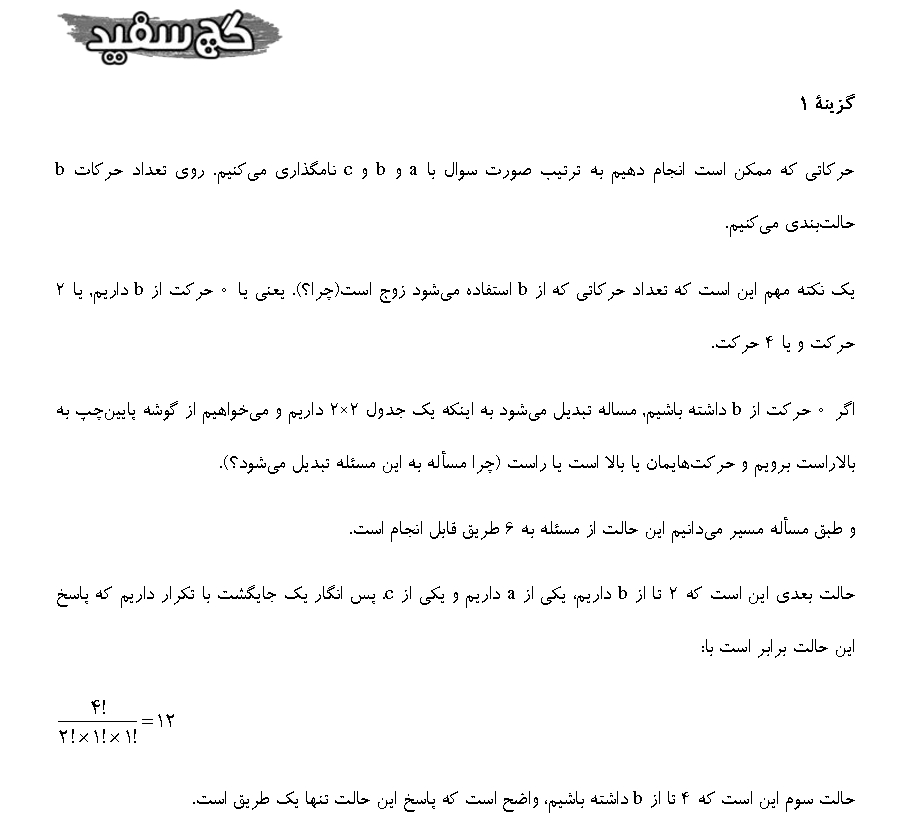 گچ سفید
گزینهٔ ۱
حرکاتی که ممکن است انجام دهیم به ترتیب صورت سوال با a و b و c نامگذاری می‌کنیم. روی تعداد حرکات b
حالت‌بندی می‌کنیم.
یک نکته مهم این است که تعداد حرکاتی که از b استفاده می‌شود زوج است(چرا؟). یعنی یا ۰ حرکت از b داریم, یا ۲
حرکت و یا ۴ حرکت.
اگر ۰ حرکت از b داشته باشیم, مساله تبدیل می‌شود به اینکه یک جدول ۲×۲ داریم و می‌خواهیم از گوشه پایین‌چپ به
بالاراست برویم و حرکت‌هایمان یا بالا است یا راست (چرا مسأله به این مسئله تبدیل می‌شود؟).
و طبق مسأله مسیر می‌دانیم این حالت از مسئله به ۶ طریق قابل انجام است.
حالت بعدی این است که ۲ تا از b داریم, یکی از a داریم و یکی از c. پس انگار یک جایگشت با تکرار داریم که پاسخ
این حالت برابر است با:
۴!
۲!×۱!×۱! =۱۲
حالت سوم این است که ۴ تا از b داشته باشیم, واضح است که پاسخ این حالت تنها یک طریق است.